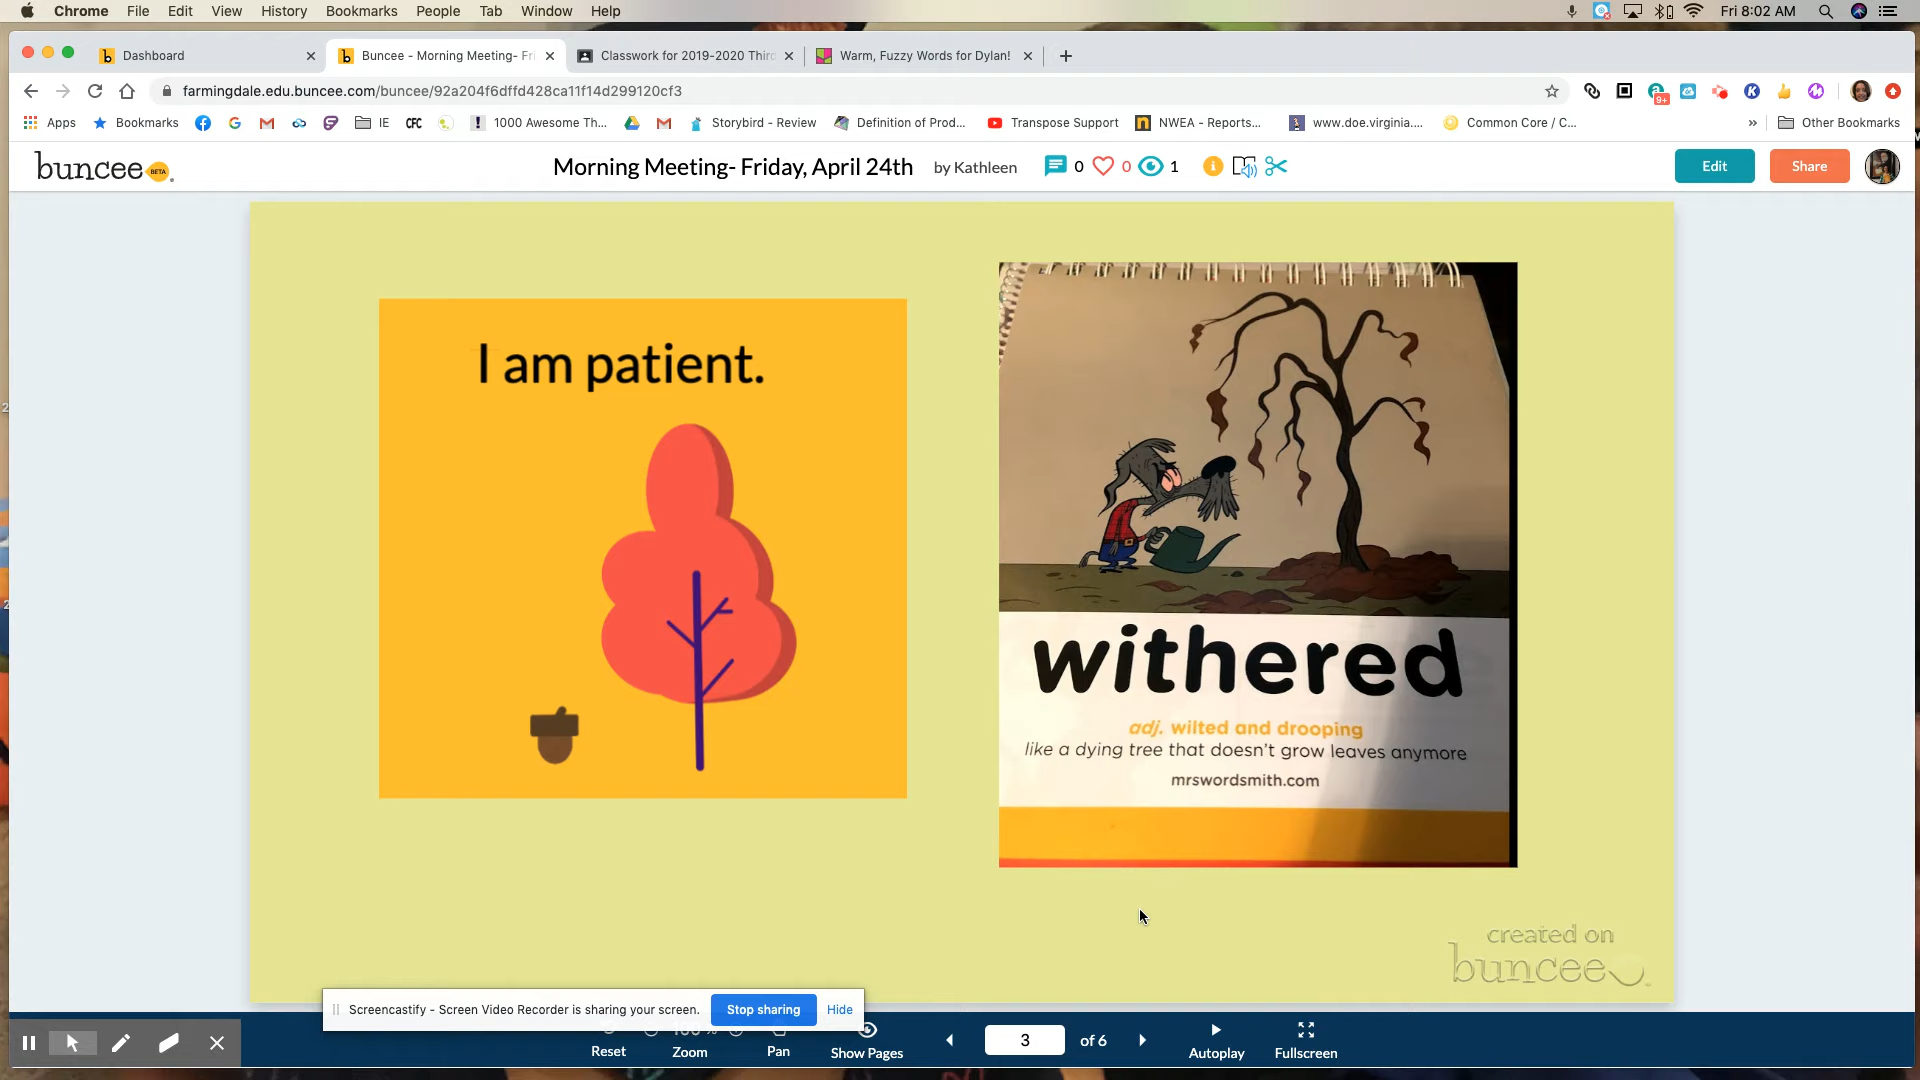 Chrome File Edit View History Bookmarks People Tab Window Help
Fri 8:02 AM
Dashboard
Buncee - Morning Meeting- Fri
Classwork for 2019-2020 Third
Warm, Fuzzy Words for Dylan!
farmingdale.edu.buncee.com/buncee/92a204f6dffd428ca11f14d299120cf3
9+
Apps Bookmarks IE CFC 1000 Awesome Th... Storybird - Review Definition of Prod... Transpose Support NWEA - Reports... www.doe.virginia.... Common Core / C... » Other Bookmarks
buncee BETA
Morning Meeting- Friday, April 24th by Kathleen 0 0 1
Edit Share
I am patient.
withered
adj. wilted and drooping
like a dying tree that doesn't grow leaves anymore
mrswordsmith.com
created on
buncee
Screencastify - Screen Video Recorder is sharing your screen. Stop sharing Hide
Reset Zoom Pan Show Pages 3 of 6 Autoplay Fullscreen